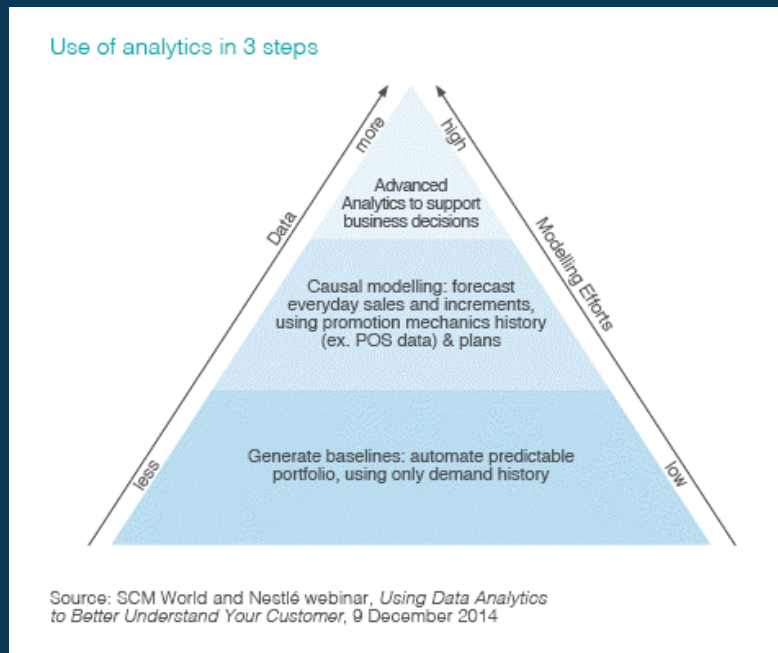 Use of analytics in 3 steps
more
high
Data
Modelling Efforts
Advanced
Analytics to support
business decisions
Causal modelling: forecast
everyday sales and increments,
using promotion mechanics history
(ex. POS data) & plans
Generate baselines: automate predictable
portfolio, using only demand history
less
low
Source: SCM World and Nestlé webinar, Using Data Analytics
to Better Understand Your Customer, 9 December 2014